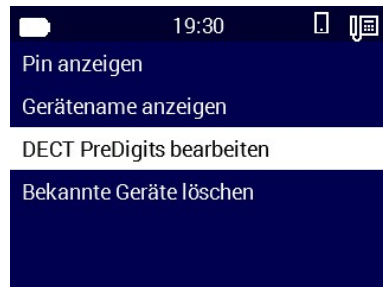 19:30
Pin anzeigen
Gerätename anzeigen
DECT PreDigits bearbeiten
Bekannte Geräte löschen